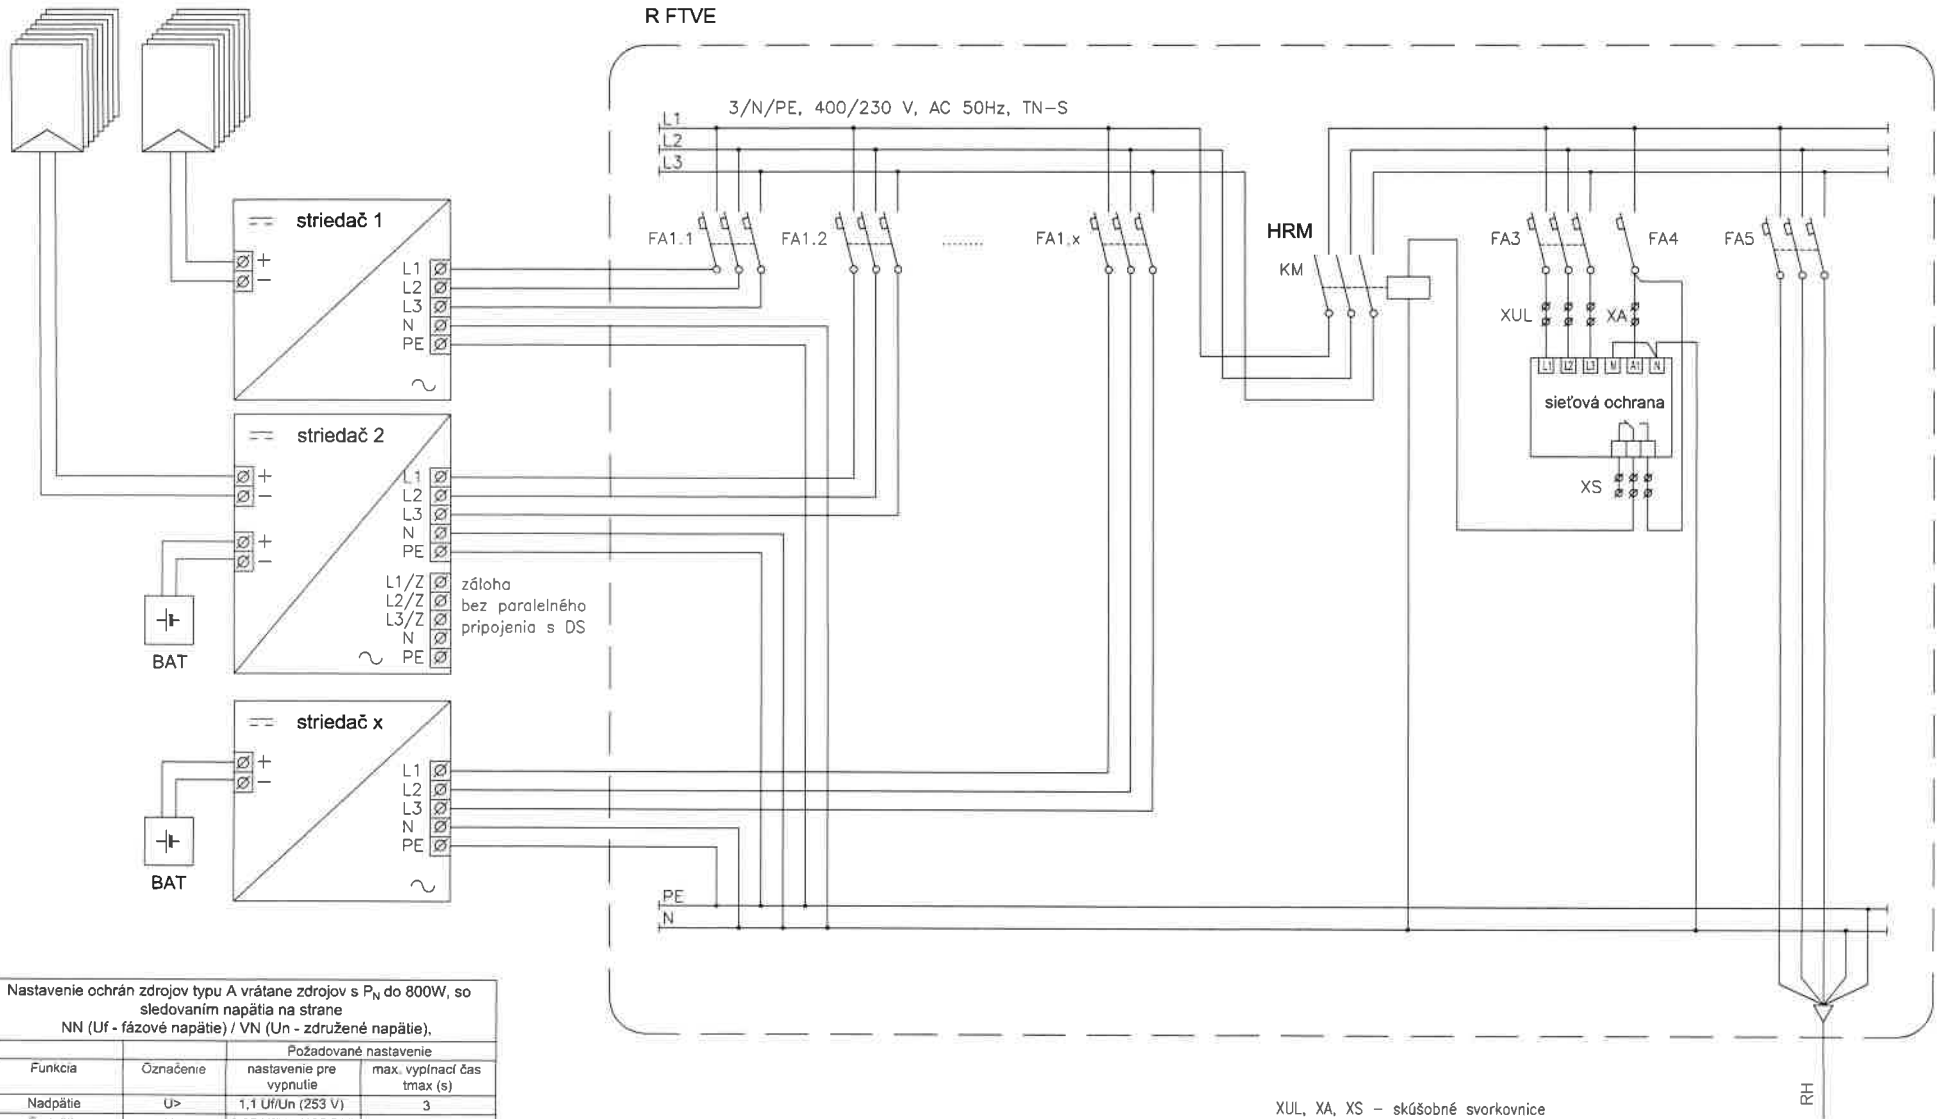 R FTVE
3/N/PE, 400/230 V, AC 50Hz, TN-S
L1
L2
L3
striedač 1
+
−
L1
L2
L3
N
PE
FA1.1
FA1.2
FA1.x
HRM
KM
FA3
FA4
FA5
XUL
XA
L1 L2 L3 M A1 N
sieťová ochrana
XS
striedač 2
+
−
+
−
L1
L2
L3
N
PE
L1/Z
L2/Z
L3/Z
N
PE
záloha
bez paralelného
pripojenia s DS
BAT
striedač x
+
−
L1
L2
L3
N
PE
BAT
PE
N
Nastavenie ochrán zdrojov typu A vrátane zdrojov s PN do 800W, so
sledovaním napätia na strane
NN (Uf - fázové napätie) / VN (Un - združené napätie),
Požadované nastavenie
Funkcia Označenie nastavenie pre vypnutie max. vypínací čas tmax (s)
Nadpätie U> 1,1 Uf/Un (253 V) 3
XUL, XA, XS – skúšobné svorkovnice
RH